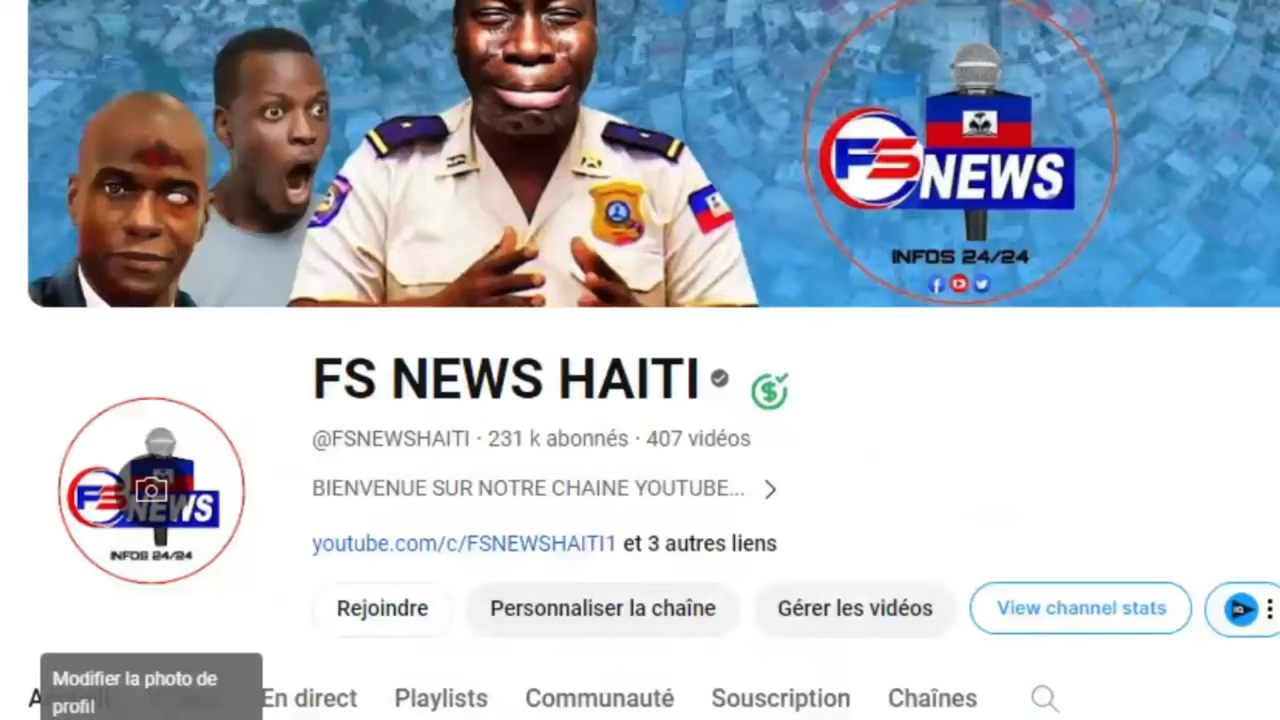 FS NEWS
INFOS 24/24
FS NEWS HAITI
@FSNEWSHAITI · 231 k abonnés · 407 vidéos
BIENVENUE SUR NOTRE CHAINE YOUTUBE...
youtube.com/c/FSNEWSHAITI1 et 3 autres liens
FS NEWS
INFOS 24/24
Rejoindre Personnaliser la chaîne Gérer les vidéos View channel stats
Modifier la photo de
profil
En direct Playlists Communauté Souscription Chaînes